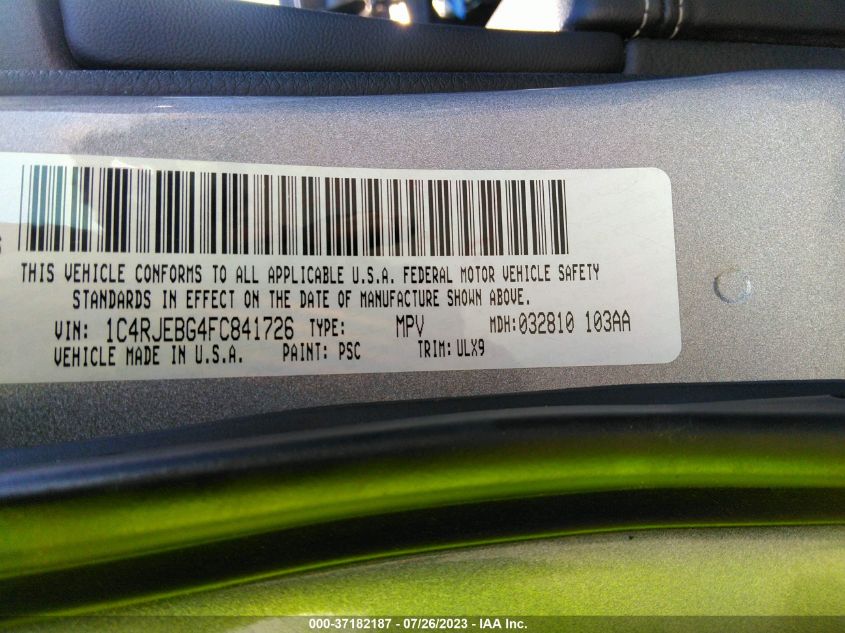 THIS VEHICLE CONFORMS TO ALL APPLICABLE U.S.A. FEDERAL MOTOR VEHICLE SAFETY
STANDARDS IN EFFECT ON THE DATE OF MANUFACTURE SHOWN ABOVE.
VIN: 1C4RJEBG4FC841726 TYPE: MPV MDH:032810 103AA
VEHICLE MADE IN U.S.A. PAINT: PSC TRIM:ULX9
000-37182187 - 07/26/2023 - IAA Inc.